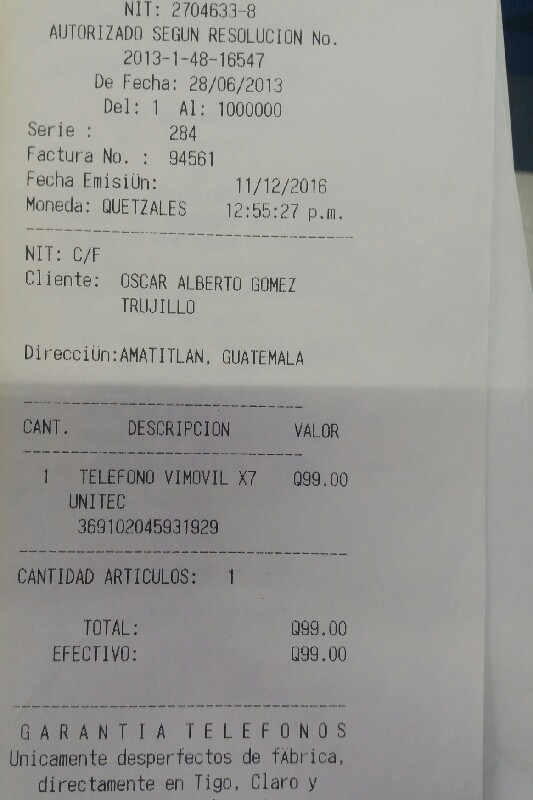 NIT: 2704633-8
AUTORIZADO SEGUN RESOLUCION No.
2013-1-48-16547
De Fecha: 28/06/2013
Del: 1 Al: 1000000
Serie : 284
Factura No. : 94561
Fecha EmisiÜn: 11/12/2016
Moneda: QUETZALES 12:55:27 p.m.
NIT: C/F
Cliente: OSCAR ALBERTO GOMEZ
TRUJILLO
DirecciÜn:AMATITLAN, GUATEMALA
CANT. DESCRIPCION VALOR
1 TELEFONO VIMOVIL X7 Q99.00
UNITEC
369102045931929
CANTIDAD ARTICULOS: 1
TOTAL: Q99.00
EFECTIVO: Q99.00
G A R A N T I A T E L E F O N O S
Unicamente desperfectos de fÁbrica,
directamente en Tigo, Claro y